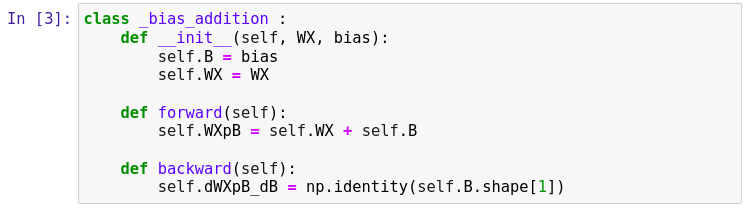 In [3]: class _bias_addition :
    def __init__(self, WX, bias):
        self.B = bias
        self.WX = WX
    def forward(self):
        self.WXpB = self.WX + self.B
    def backward(self):
        self.dWXpB_dB = np.identity(self.B.shape[1])